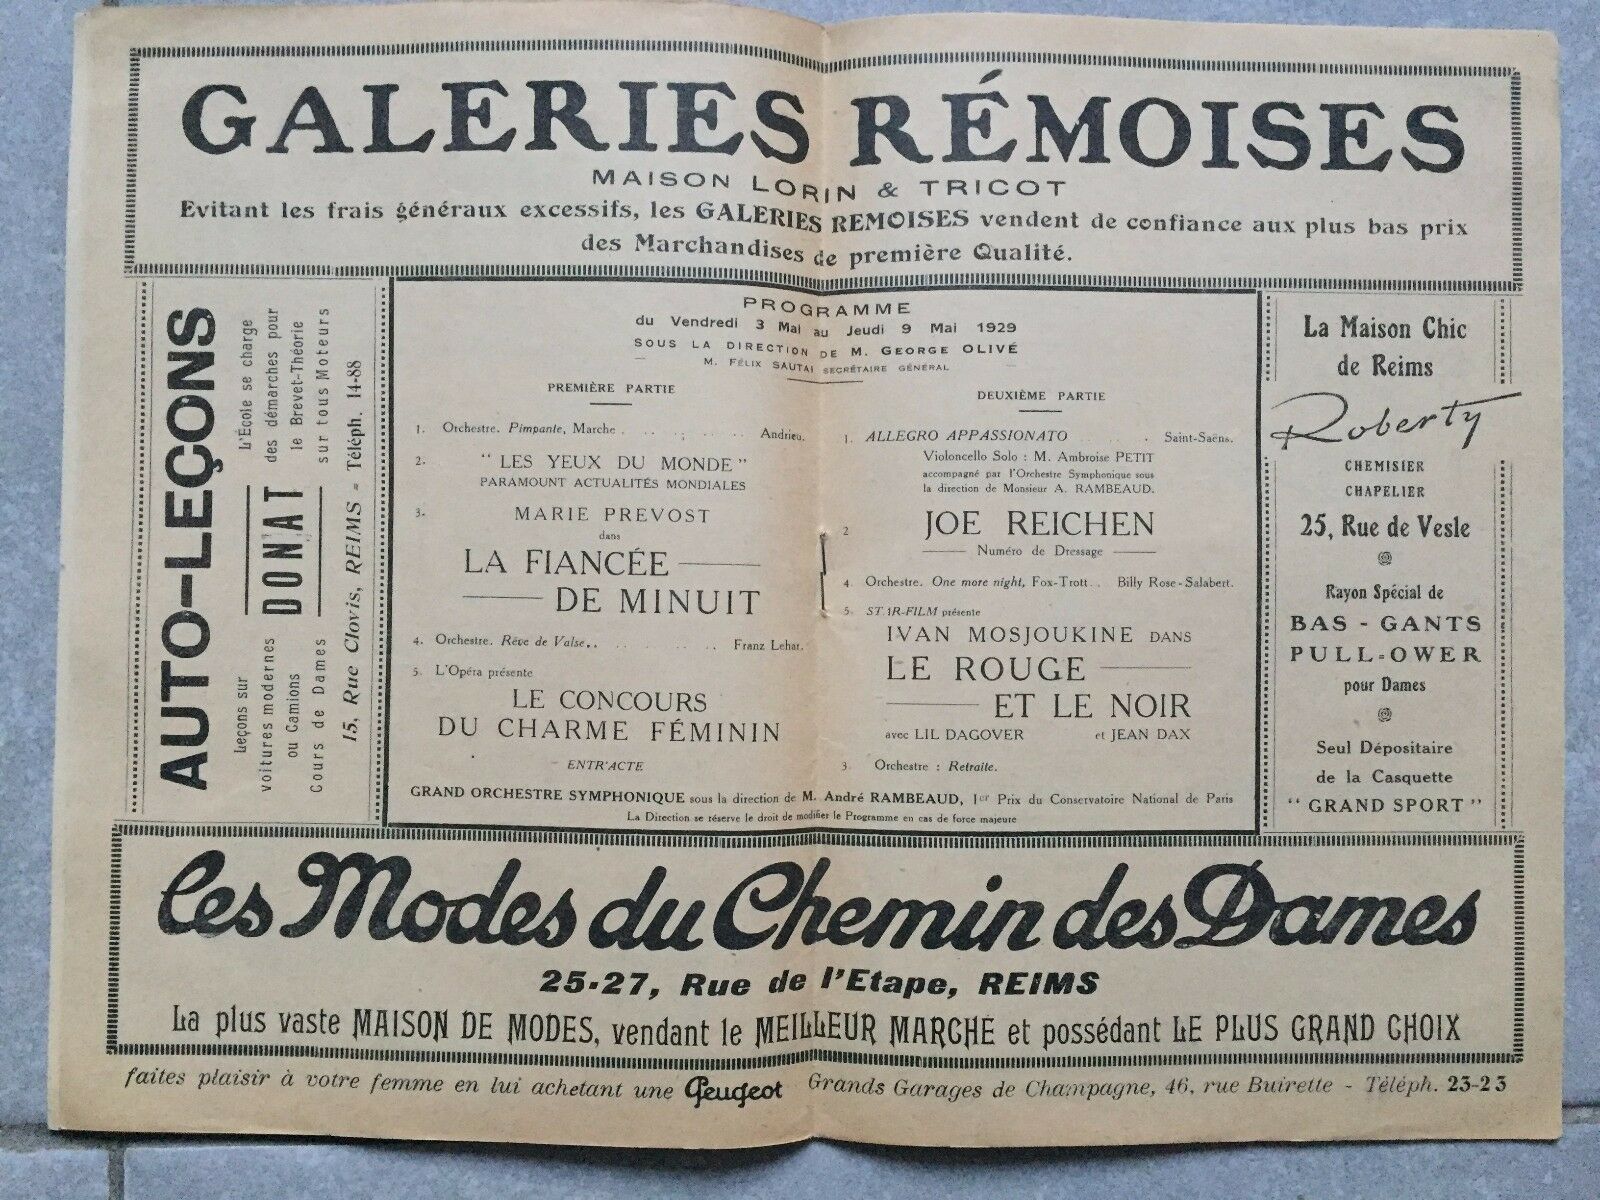 GALERIES RÉMOISES
MAISON LORIN & TRICOT
Evitant les frais généraux excessifs, les GALERIES REMOISES vendent de confiance aux plus bas prix
des Marchandises de première Qualité.
AUTO-LEÇONS
Leçons sur
voitures modernes
ou Camions
Cours de Dames
DONAT
L'École se charge
des démarches pour
le Brevet-Théorie
sur tous Moteurs
15, Rue Clovis, REIMS - Téléph. 14-88
PROGRAMME
du Vendredi 3 Mai au Jeudi 9 Mai 1929
SOUS LA DIRECTION DE M. GEORGE OLIVÉ
M. FÉLIX SAUTAI SECRÉTAIRE GÉNÉRAL
PREMIÈRE PARTIE
1. Orchestre. Pimpante, Marche . . . . . . . . . Andrieu.
2. "LES YEUX DU MONDE"
PARAMOUNT ACTUALITÉS MONDIALES
3. MARIE PREVOST
dans
LA FIANCÉE
DE MINUIT
4. Orchestre. Rêve de Valse . . . . . . . . . Franz Lehar.
5. L'Opéra présente
LE CONCOURS
DU CHARME FÉMININ
ENTR'ACTE
DEUXIÈME PARTIE
1. ALLEGRO APPASSIONATO . . . . . . Saint-Saëns.
Violoncello Solo : M. Ambroise PETIT
accompagné par l'Orchestre Symphonique sous
la direction de Monsieur A. RAMBEAUD.
2 JOE REICHEN
Numéro de Dressage
4. Orchestre. One more night, Fox-Trott. . Billy Rose-Salabert.
5. STAR-FILM présente
IVAN MOSJOUKINE DANS
LE ROUGE
ET LE NOIR
avec LIL DAGOVER et JEAN DAX
3. Orchestre : Retraite.
GRAND ORCHESTRE SYMPHONIQUE sous la direction de M. André RAMBEAUD, 1er Prix du Conservatoire National de Paris
La Direction se réserve le droit de modifier le Programme en cas de force majeure
La Maison Chic
de Reims
Roberty
CHEMISIER
CHAPELIER
25, Rue de Vesle
Rayon Spécial de
BAS - GANTS
PULL-OWER
pour Dames
Seul Dépositaire
de la Casquette
"GRAND SPORT"
Les Modes du Chemin des Dames
25-27, Rue de l'Etape, REIMS
La plus vaste MAISON DE MODES, vendant le MEILLEUR MARCHÉ et possédant LE PLUS GRAND CHOIX
faites plaisir à votre femme en lui achetant une Peugeot Grands Garages de Champagne, 46, rue Buirette - Téléph. 23-23